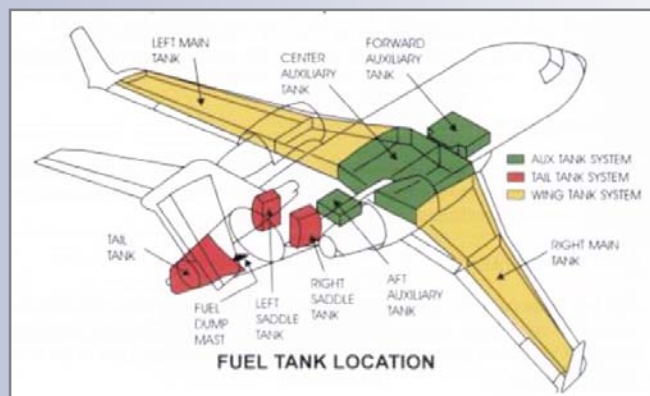 LEFT MAIN
TANK
CENTER
AUXILIARY
TANK
FORWARD
AUXILIARY
TANK
AUX TANK SYSTEM
TAIL TANK SYSTEM
WING TANK SYSTEM
TAIL
TANK
FUEL
DUMP
MAST
LEFT
SADDLE
TANK
RIGHT
SADDLE
TANK
AFT
AUXILIARY
TANK
RIGHT MAIN
TANK
FUEL TANK LOCATION